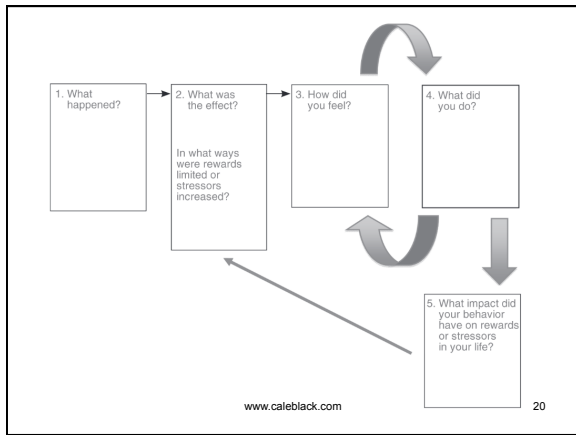 1. What
happened?
2. What was
the effect?
In what ways
were rewards
limited or
stressors
increased?
3. How did
you feel?
4. What did
you do?
5. What impact did
your behavior
have on rewards
or stressors
in your life?
www.caleblack.com
20